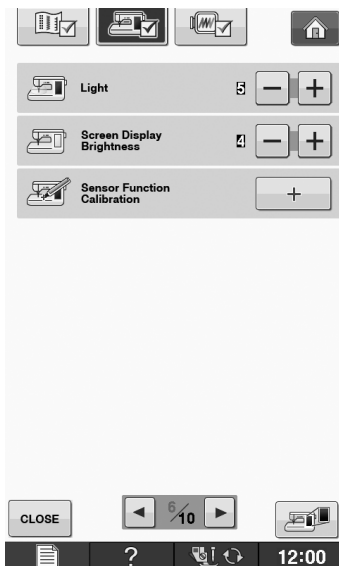 Light 5 − +
Screen Display
Brightness 4 − +
Sensor Function
Calibration +
CLOSE 6/10
? 12:00